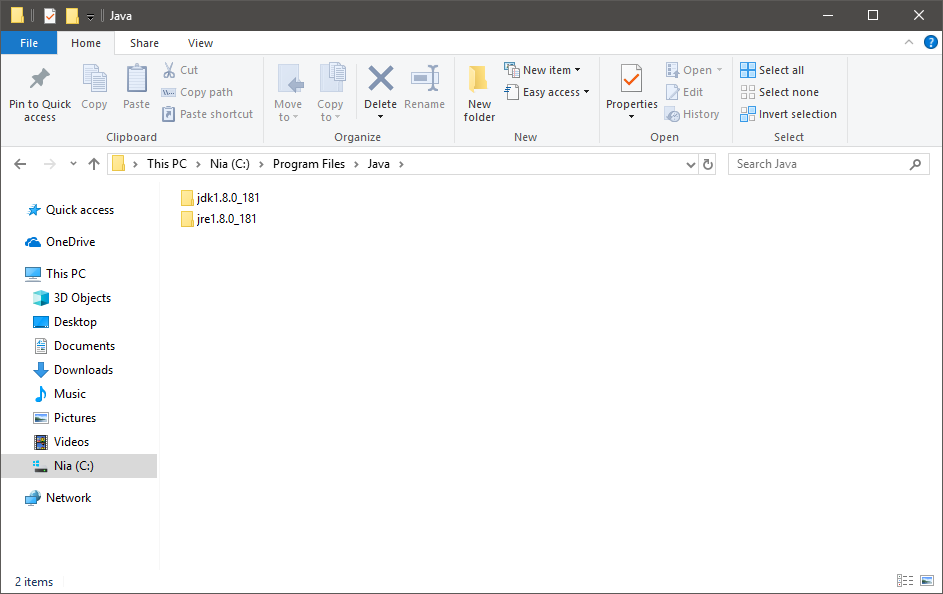 Java
File Home Share View
Pin to Quick access
Copy
Paste
Cut
Copy path
Paste shortcut
Clipboard
Move to
Copy to
Delete
Rename
Organize
New folder
New item
Easy access
New
Properties
Open
Edit
History
Open
Select all
Select none
Invert selection
Select
This PC > Nia (C:) > Program Files > Java >
Search Java
Quick access
OneDrive
This PC
3D Objects
Desktop
Documents
Downloads
Music
Pictures
Videos
Nia (C:)
Network
jdk1.8.0_181
jre1.8.0_181
2 items